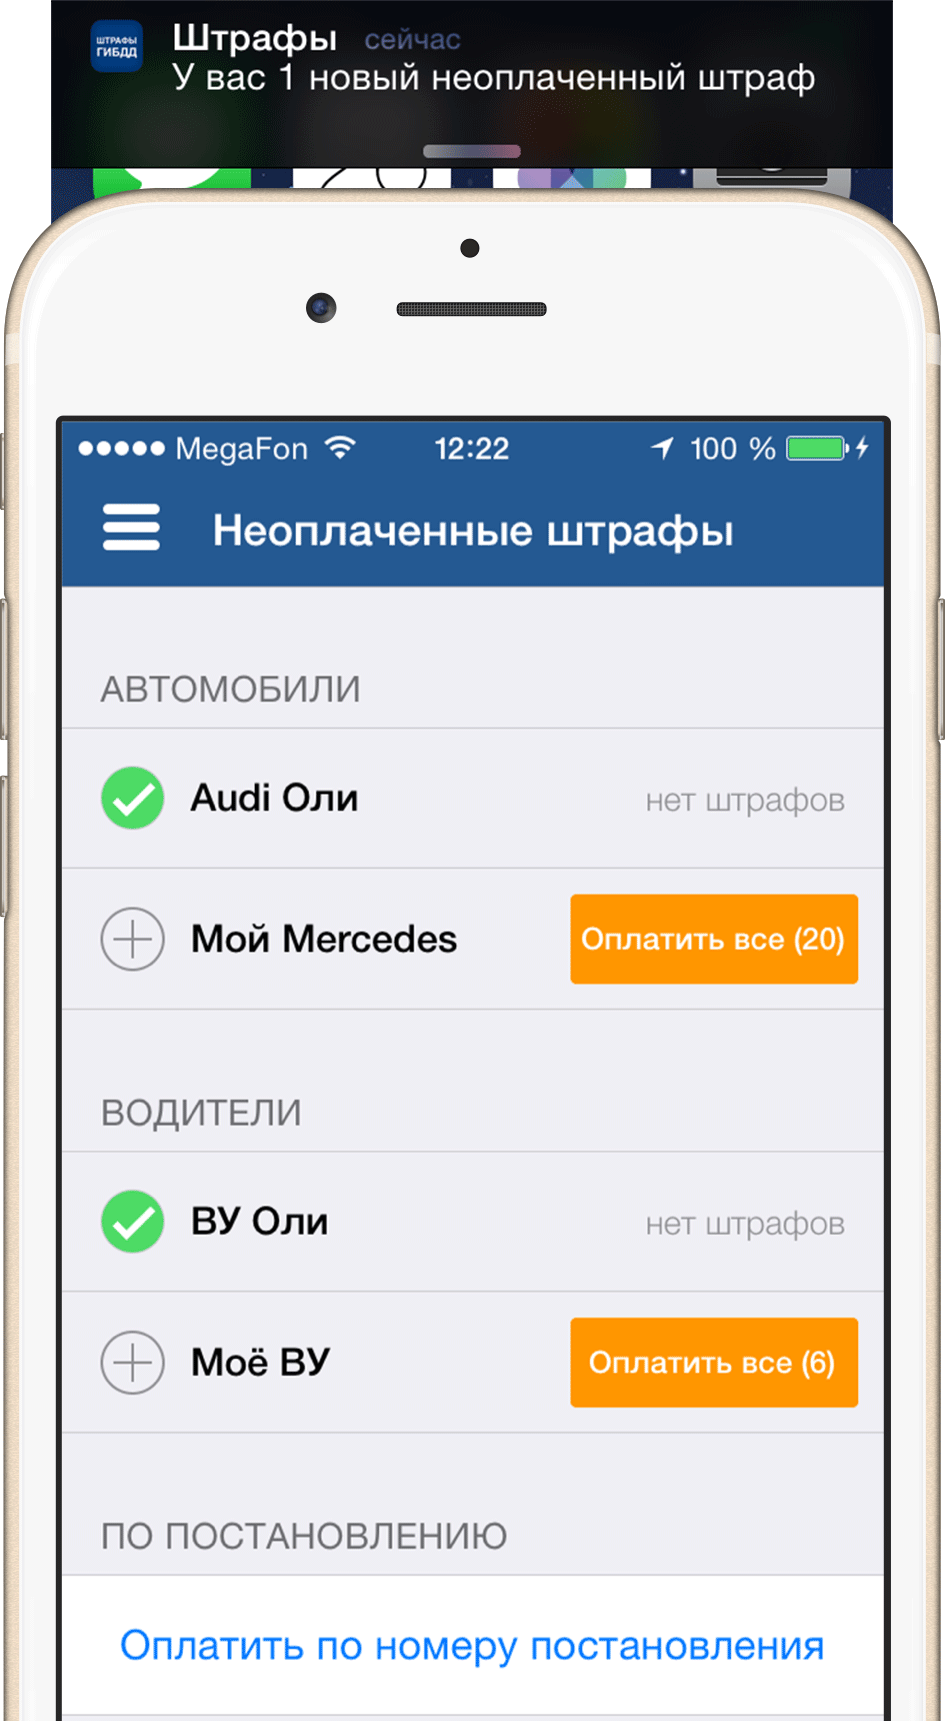 ШТРАФЫ
ГИБДД
Штрафы сейчас
У вас 1 новый неоплаченный штраф
MegaFon 12:22 100 %
Неоплаченные штрафы
АВТОМОБИЛИ
Audi Оли нет штрафов
Мой Mercedes Оплатить все (20)
ВОДИТЕЛИ
ВУ Оли нет штрафов
Моё ВУ Оплатить все (6)
ПО ПОСТАНОВЛЕНИЮ
Оплатить по номеру постановления